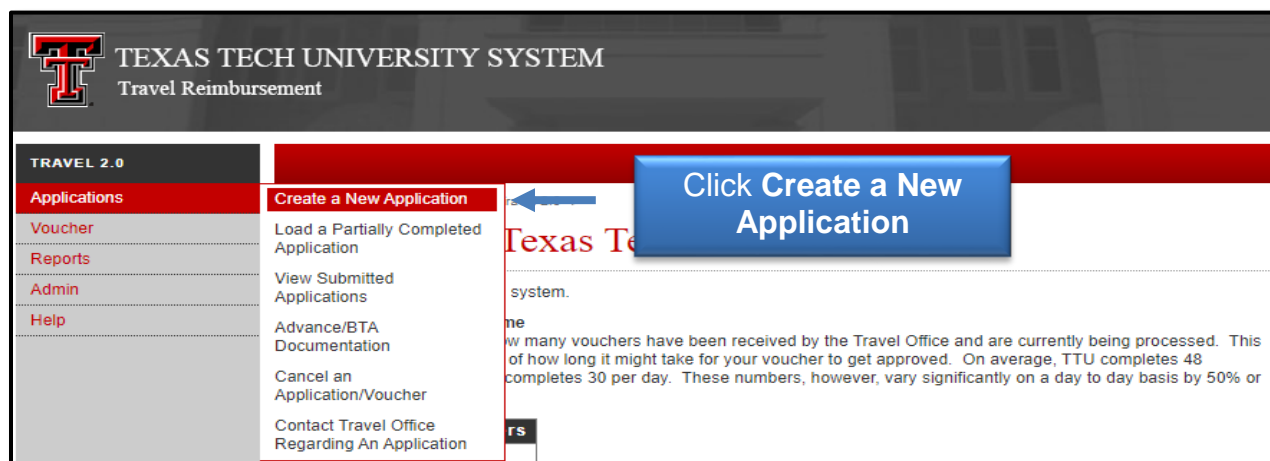 TEXAS TECH UNIVERSITY SYSTEM
Travel Reimbursement
TRAVEL 2.0
Applications
Voucher
Reports
Admin
Help
Create a New Application
Load a Partially Completed
Application
View Submitted
Applications
Advance/BTA
Documentation
Cancel an
Application/Voucher
Contact Travel Office
Regarding An Application
Click Create a New
Application
Texas Te
system.
me
w many vouchers have been received by the Travel Office and are currently being processed. This
of how long it might take for your voucher to get approved. On average, TTU completes 48
completes 30 per day. These numbers, however, vary significantly on a day to day basis by 50% or
rs